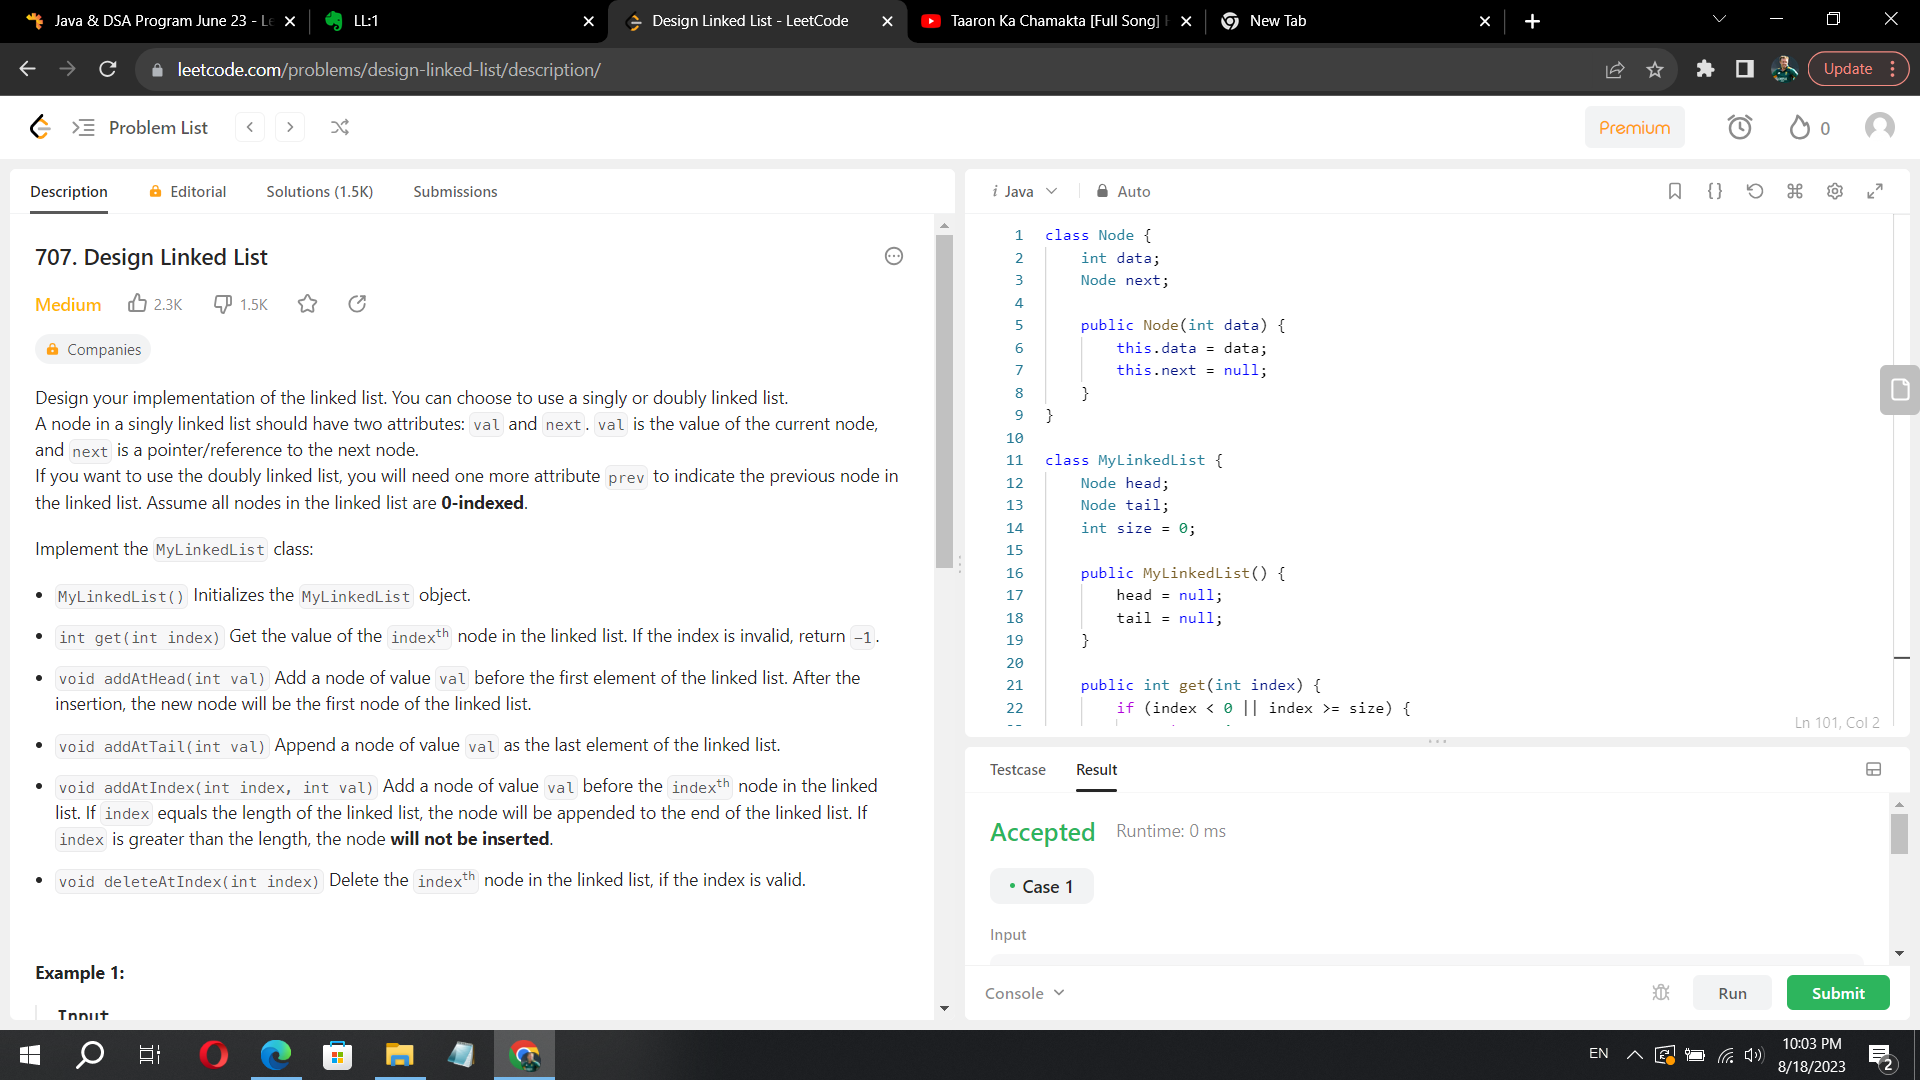 Java & DSA Program June 23 - Le
LL:1
Design Linked List - LeetCode
Taaron Ka Chamakta [Full Song]
New Tab
leetcode.com/problems/design-linked-list/description/
Update
Problem List
Premium
0
Description
Editorial
Solutions (1.5K)
Submissions
707. Design Linked List
Medium
2.3K
1.5K
Companies
Design your implementation of the linked list. You can choose to use a singly or doubly linked list.
A node in a singly linked list should have two attributes: val and next. val is the value of the current node,
and next is a pointer/reference to the next node.
If you want to use the doubly linked list, you will need one more attribute prev to indicate the previous node in
the linked list. Assume all nodes in the linked list are 0-indexed.
Implement the MyLinkedList class:
• MyLinkedList() Initializes the MyLinkedList object.
• int get(int index) Get the value of the indexth node in the linked list. If the index is invalid, return -1.
• void addAtHead(int val) Add a node of value val before the first element of the linked list. After the
insertion, the new node will be the first node of the linked list.
• void addAtTail(int val) Append a node of value val as the last element of the linked list.
• void addAtIndex(int index, int val) Add a node of value val before the indexth node in the linked
list. If index equals the length of the linked list, the node will be appended to the end of the linked list. If
index is greater than the length, the node will not be inserted.
• void deleteAtIndex(int index) Delete the indexth node in the linked list, if the index is valid.
Example 1:
Input
i Java
Auto
1 class Node {
2 int data;
3 Node next;
4
5 public Node(int data) {
6 this.data = data;
7 this.next = null;
8 }
9 }
10
11 class MyLinkedList {
12 Node head;
13 Node tail;
14 int size = 0;
15
16 public MyLinkedList() {
17 head = null;
18 tail = null;
19 }
20
21 public int get(int index) {
22 if (index < 0 || index >= size) {
Ln 101, Col 2
Testcase
Result
Accepted
Runtime: 0 ms
• Case 1
Input
Console
Run
Submit
EN
10:03 PM
8/18/2023
2